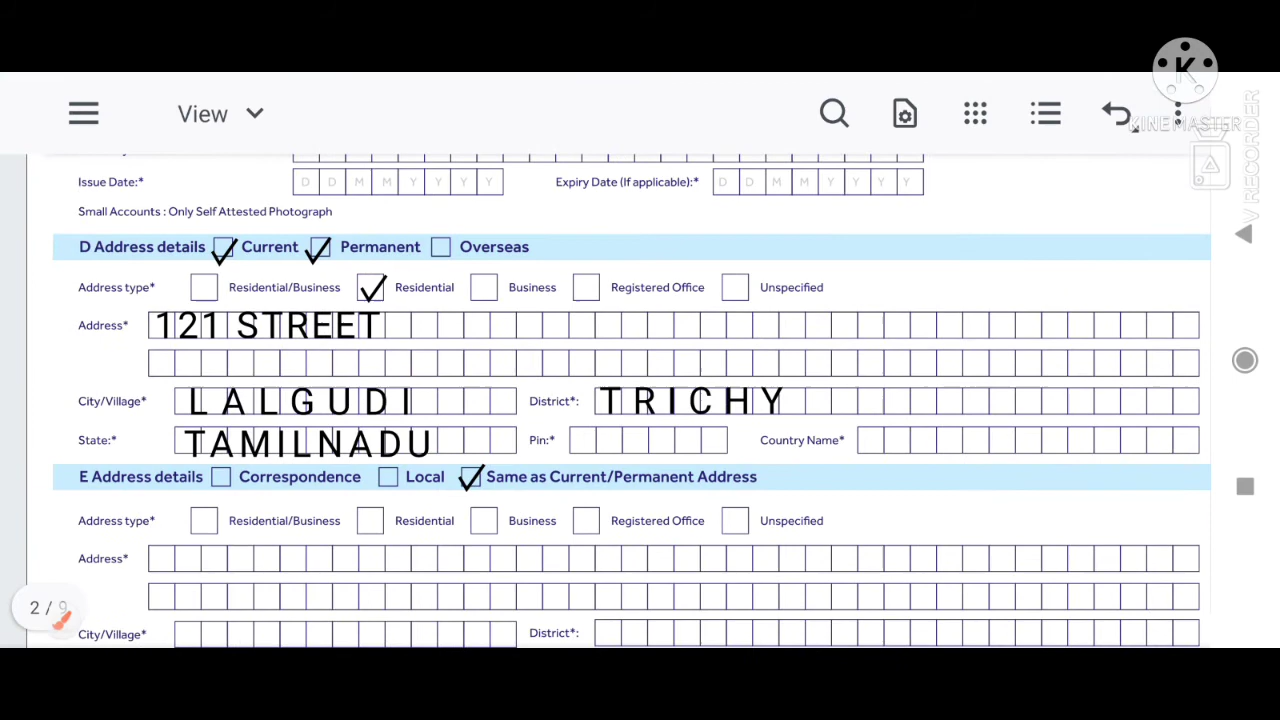 View
KINEMASTER
V RECORDER
Issue Date:* D D M M Y Y Y Y Expiry Date (If applicable):* D D M M Y Y Y Y
Small Accounts : Only Self Attested Photograph
D Address details Current Permanent Overseas
Address type* Residential/Business Residential Business Registered Office Unspecified
Address* 121 STREET
City/Village* LALGUDI District*: TRICHY
State:* TAMILNADU Pin:* Country Name*
E Address details Correspondence Local Same as Current/Permanent Address
Address type* Residential/Business Residential Business Registered Office Unspecified
Address*
2 / 9
City/Village* District*: